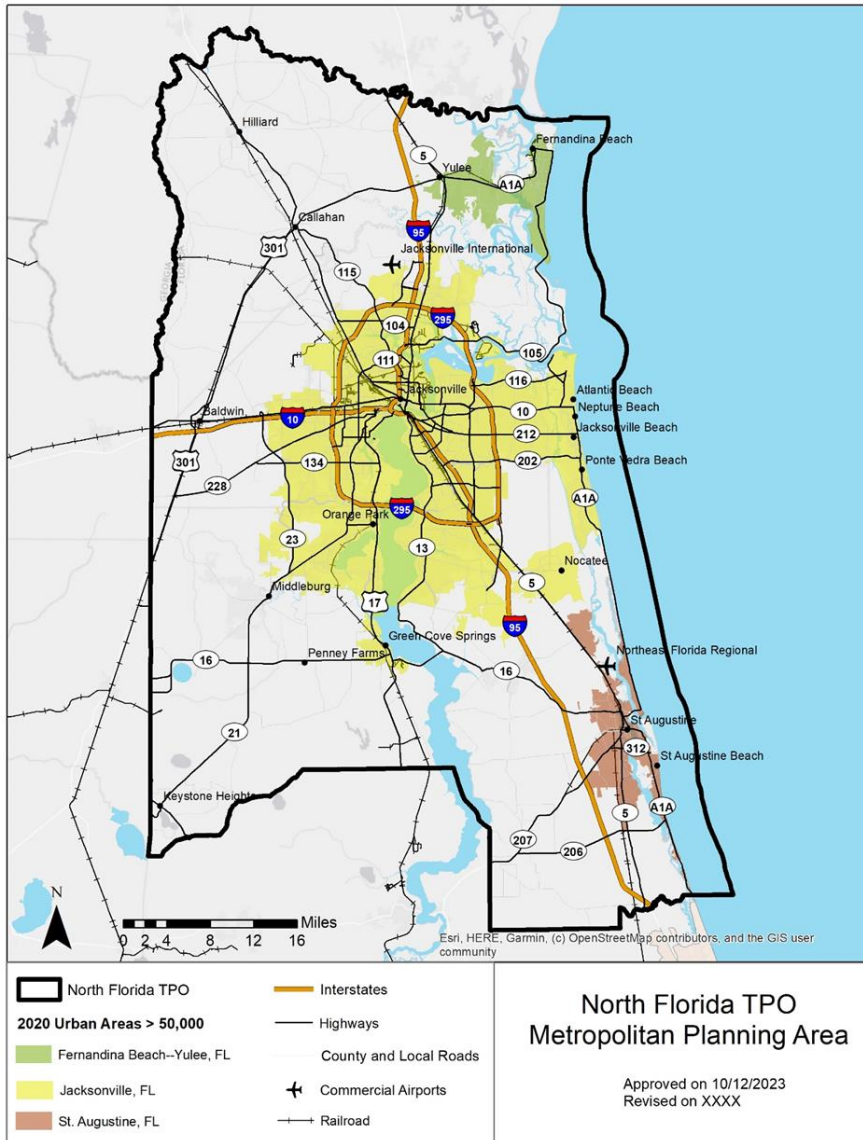 Hilliard
Fernandina Beach
5
Yulee
A1A
Callahan
95
301
Jacksonville International
115
GEORGIA
FLORIDA
295
104
105
111
116
Atlantic Beach
Jacksonville
10
Neptune Beach
Baldwin
10
212
Jacksonville Beach
301
134
202
Ponte Vedra Beach
228
A1A
295
Orange Park
23
13
Nocatee
5
Middleburg
17
95
Green Cove Springs
Northeast Florida Regional
16
Penney Farms
16
St Augustine
21
312
St Augustine Beach
Keystone Heights
A1A
5
207
206
N
Miles
0 2 4 8 12 16
Esri, HERE, Garmin, (c) OpenStreetMap contributors, and the GIS user
community
North Florida TPO
2020 Urban Areas > 50,000
Fernandina Beach--Yulee, FL
Jacksonville, FL
St. Augustine, FL
Interstates
Highways
County and Local Roads
Commercial Airports
Railroad
North Florida TPO
Metropolitan Planning Area
Approved on 10/12/2023
Revised on XXXX